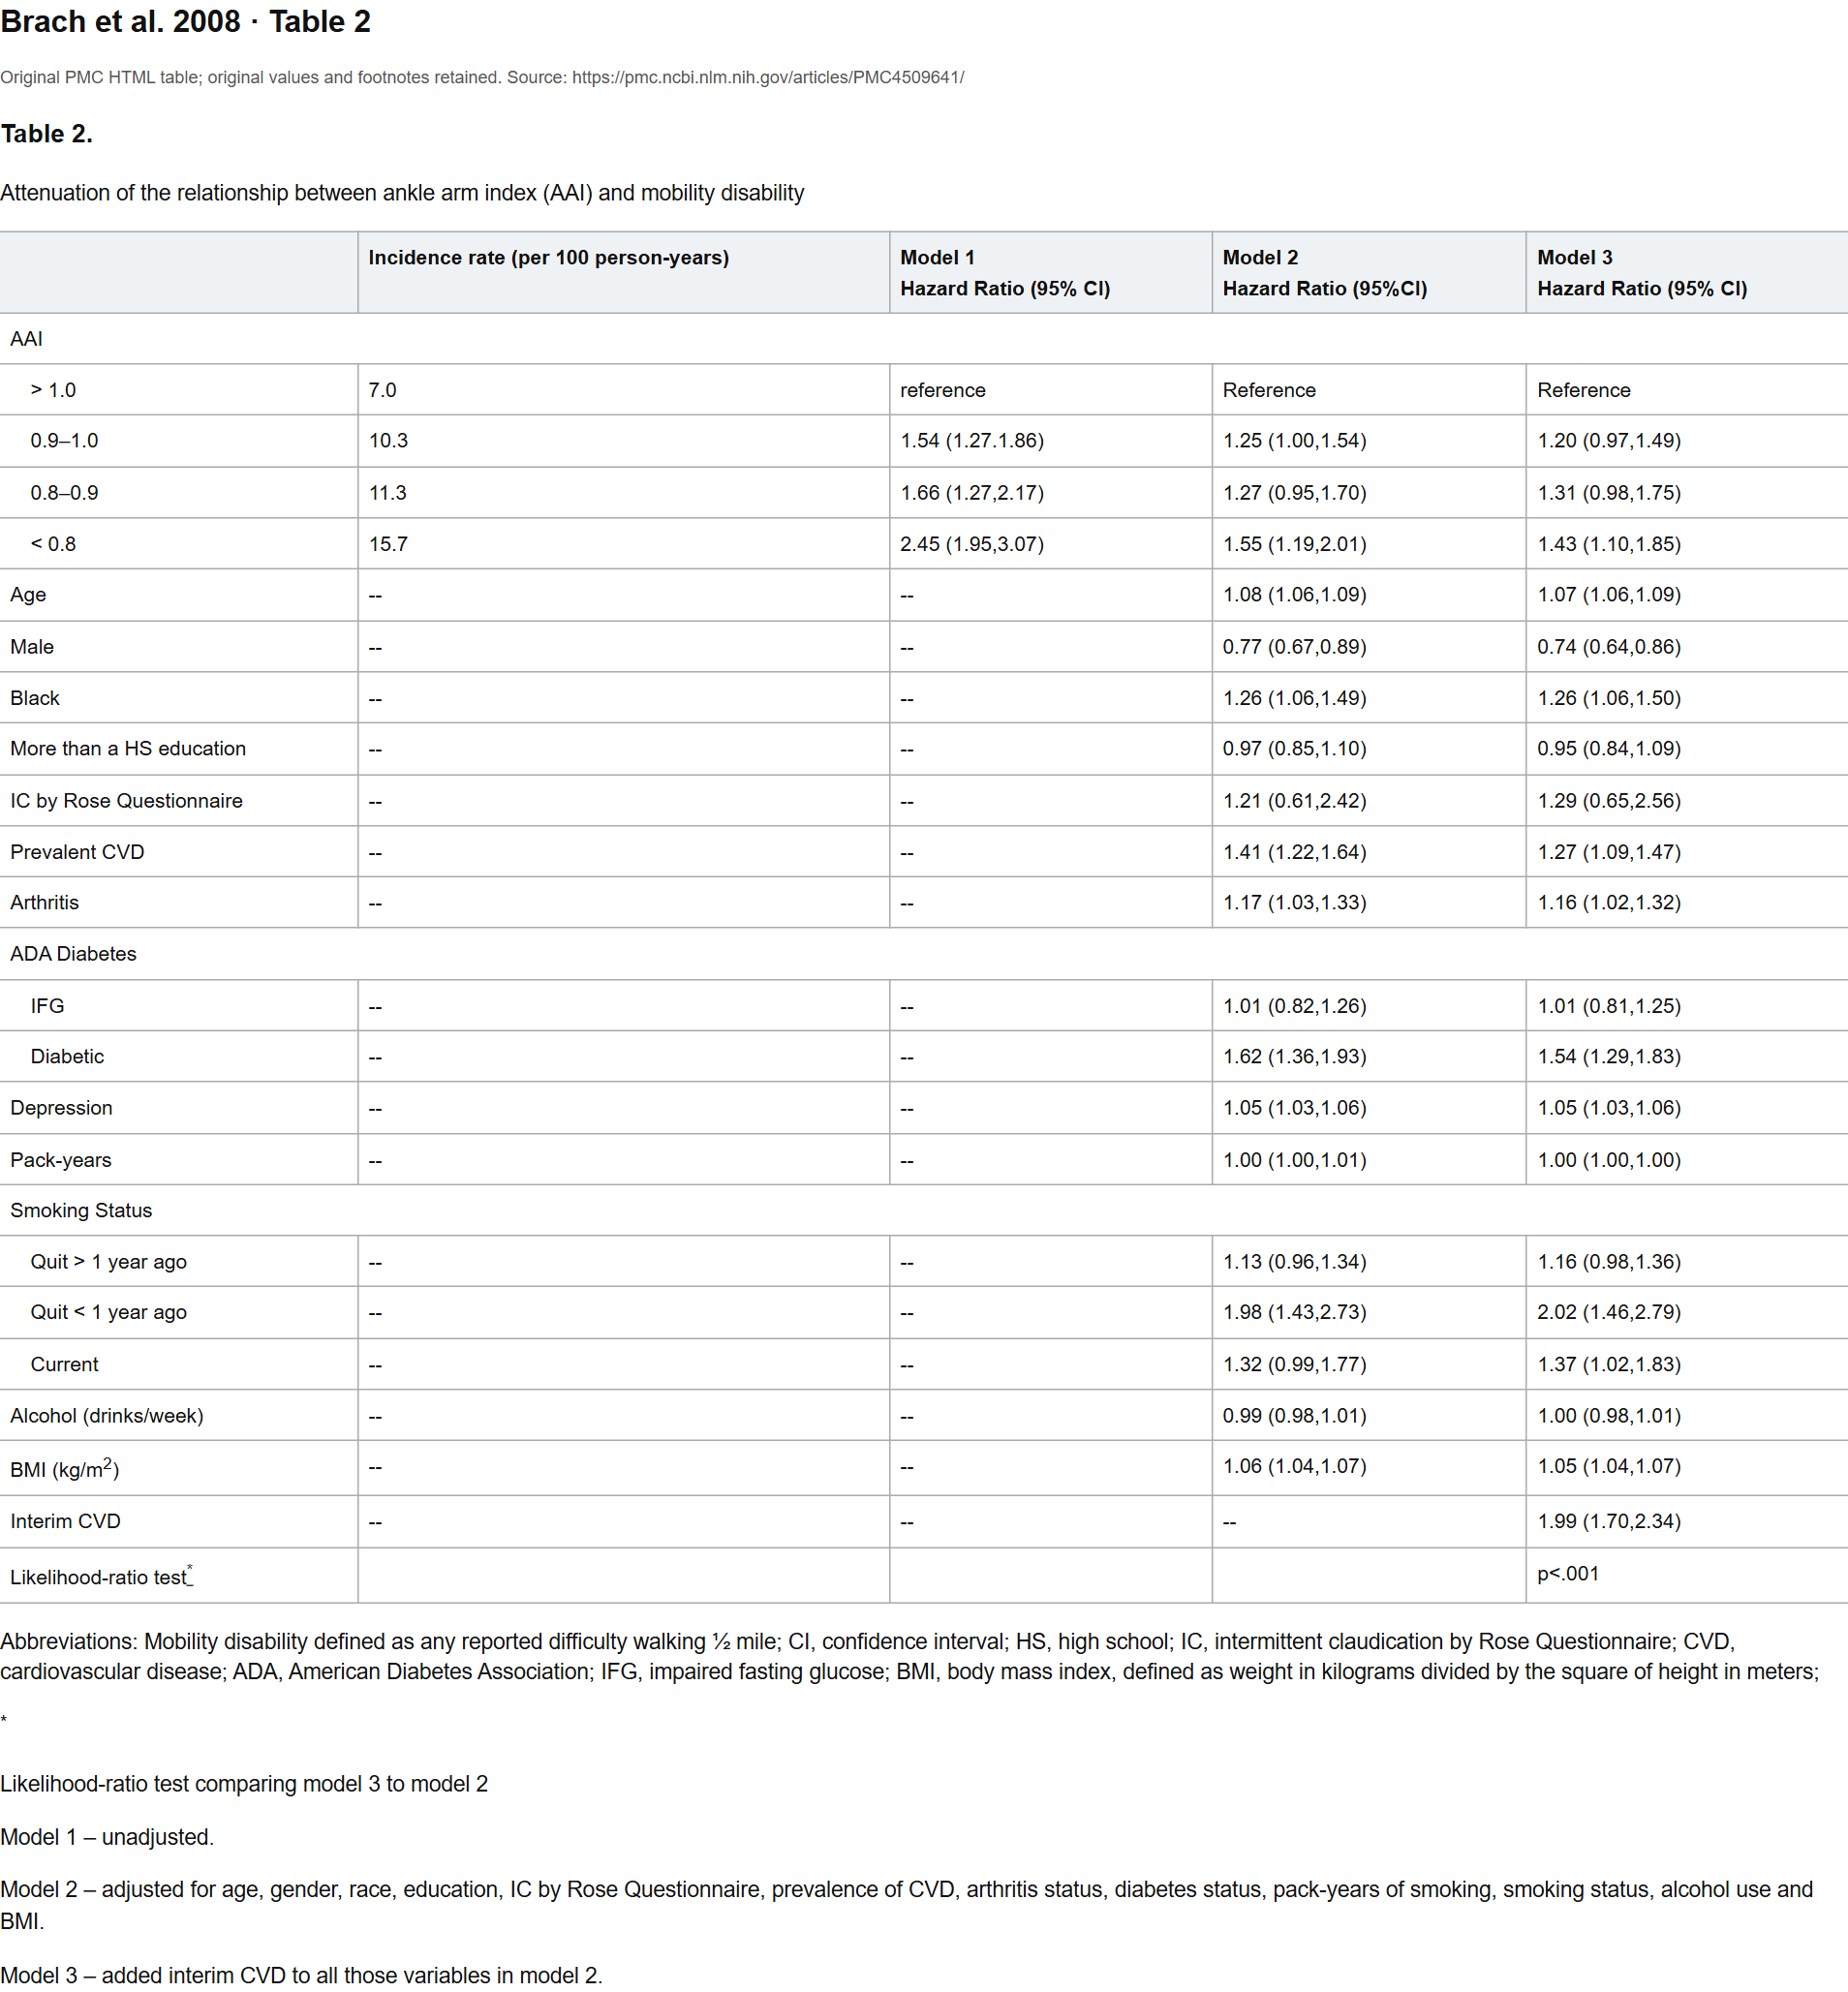 Brach et al. 2008 · Table 2
Original PMC HTML table; original values and footnotes retained. Source: https://pmc.ncbi.nlm.nih.gov/articles/PMC4509641/
Table 2.
Attenuation of the relationship between ankle arm index (AAI) and mobility disability
Incidence rate (per 100 person-years) Model 1 Model 2 Model 3
Hazard Ratio (95% CI) Hazard Ratio (95%CI) Hazard Ratio (95% CI)
AAI
> 1.0 7.0 reference Reference Reference
0.9–1.0 10.3 1.54 (1.27.1.86) 1.25 (1.00,1.54) 1.20 (0.97,1.49)
0.8–0.9 11.3 1.66 (1.27,2.17) 1.27 (0.95,1.70) 1.31 (0.98,1.75)
< 0.8 15.7 2.45 (1.95,3.07) 1.55 (1.19,2.01) 1.43 (1.10,1.85)
Age -- -- 1.08 (1.06,1.09) 1.07 (1.06,1.09)
Male -- -- 0.77 (0.67,0.89) 0.74 (0.64,0.86)
Black -- -- 1.26 (1.06,1.49) 1.26 (1.06,1.50)
More than a HS education -- -- 0.97 (0.85,1.10) 0.95 (0.84,1.09)
IC by Rose Questionnaire -- -- 1.21 (0.61,2.42) 1.29 (0.65,2.56)
Prevalent CVD -- -- 1.41 (1.22,1.64) 1.27 (1.09,1.47)
Arthritis -- -- 1.17 (1.03,1.33) 1.16 (1.02,1.32)
ADA Diabetes
IFG -- -- 1.01 (0.82,1.26) 1.01 (0.81,1.25)
Diabetic -- -- 1.62 (1.36,1.93) 1.54 (1.29,1.83)
Depression -- -- 1.05 (1.03,1.06) 1.05 (1.03,1.06)
Pack-years -- -- 1.00 (1.00,1.01) 1.00 (1.00,1.00)
Smoking Status
Quit > 1 year ago -- -- 1.13 (0.96,1.34) 1.16 (0.98,1.36)
Quit < 1 year ago -- -- 1.98 (1.43,2.73) 2.02 (1.46,2.79)
Current -- -- 1.32 (0.99,1.77) 1.37 (1.02,1.83)
Alcohol (drinks/week) -- -- 0.99 (0.98,1.01) 1.00 (0.98,1.01)
BMI (kg/m²) -- -- 1.06 (1.04,1.07) 1.05 (1.04,1.07)
Interim CVD -- -- -- 1.99 (1.70,2.34)
Likelihood-ratio test* p<.001
Abbreviations: Mobility disability defined as any reported difficulty walking ½ mile; CI, confidence interval; HS, high school; IC, intermittent claudication by Rose Questionnaire; CVD,
cardiovascular disease; ADA, American Diabetes Association; IFG, impaired fasting glucose; BMI, body mass index, defined as weight in kilograms divided by the square of height in meters;
*
Likelihood-ratio test comparing model 3 to model 2
Model 1 – unadjusted.
Model 2 – adjusted for age, gender, race, education, IC by Rose Questionnaire, prevalence of CVD, arthritis status, diabetes status, pack-years of smoking, smoking status, alcohol use and
BMI.
Model 3 – added interim CVD to all those variables in model 2.